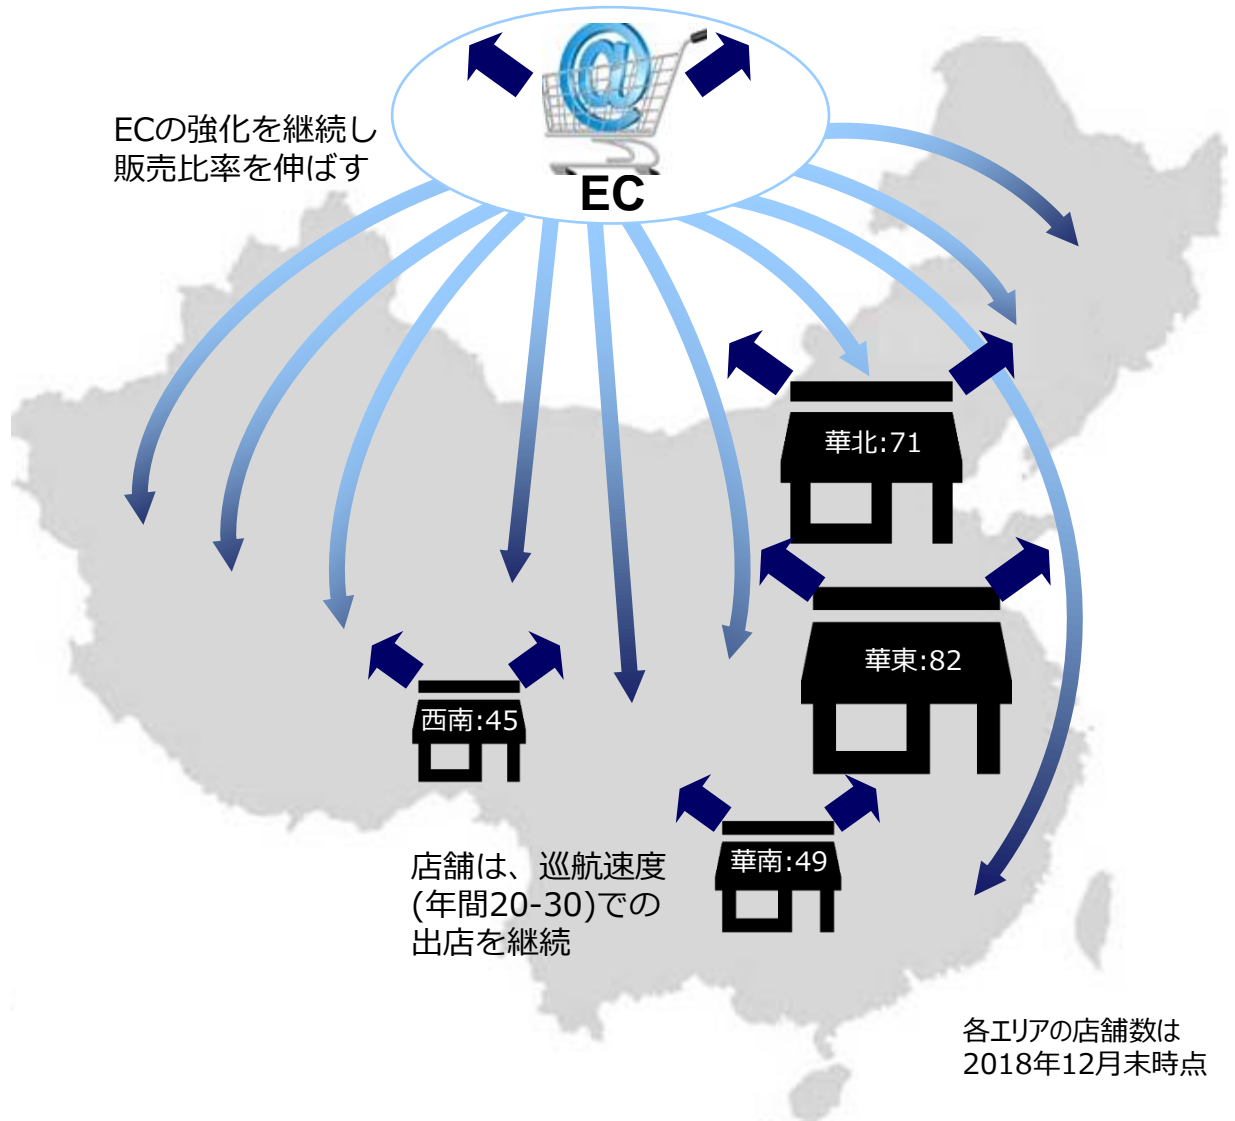 ECの強化を継続し
販売比率を伸ばす
@
EC
華北:71
華東:82
西南:45
華南:49
店舗は、巡航速度
(年間20-30)での
出店を継続
各エリアの店舗数は
2018年12月末時点